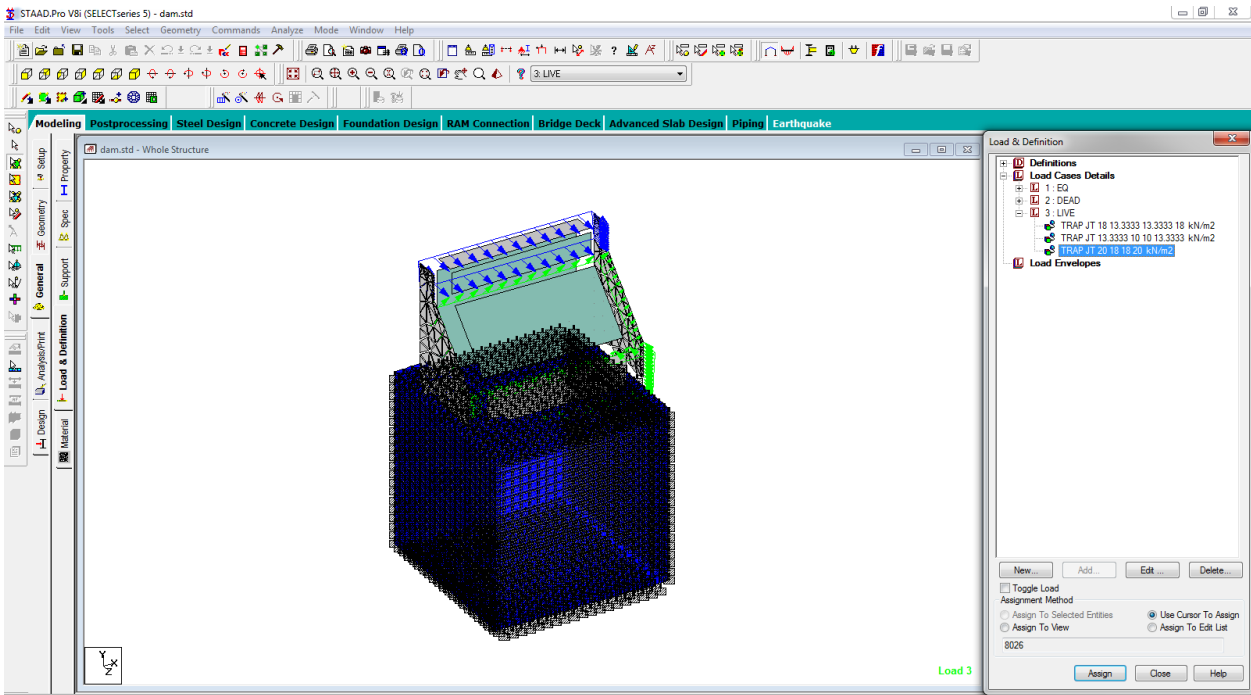 STAAD.Pro V8i (SELECTseries 5) - dam.std
File Edit View Tools Select Geometry Commands Analyze Mode Window Help
3: LIVE
Modeling Postprocessing Steel Design Concrete Design Foundation Design RAM Connection Bridge Deck Advanced Slab Design Piping Earthquake
Setup
Geometry
General
Analysis/Print
Design
Property
Spec
Support
Load & Definition
Material
dam.std - Whole Structure
Y
X
Z
Load 3
Load & Definition
Definitions
Load Cases Details
1 : EQ
2 : DEAD
3 : LIVE
TRAP JT 18 13.3333 13.3333 18 kN/m2
TRAP JT 13.3333 10 10 13.3333 kN/m2
TRAP JT 20 18 18 20 kN/m2
Load Envelopes
New... Add... Edit ... Delete...
Toggle Load
Assignment Method
Assign To Selected Entities Use Cursor To Assign
Assign To View Assign To Edit List
8026
Assign Close Help